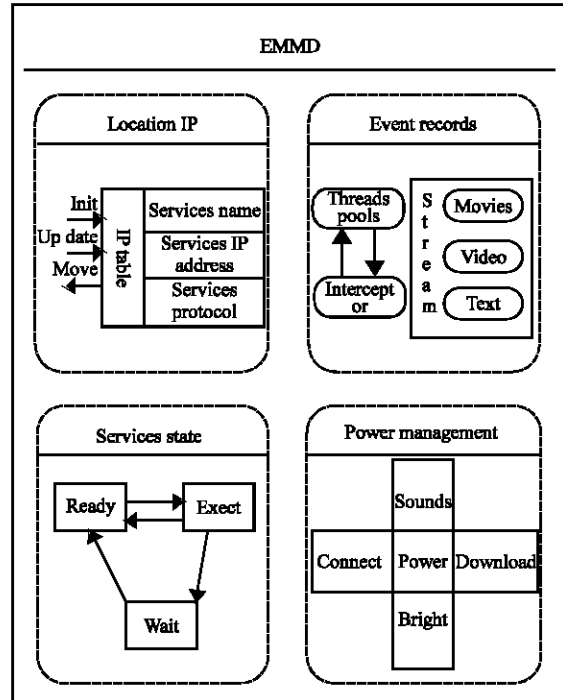 EMMD
Location IP
Init
Up date
Move
IP table
Services name
Services IP
address
Services
protocol
Event records
Threads
pools
Intercept
or
Stream
Movies
Video
Text
Services state
Ready
Exect
Wait
Power management
Sounds
Connect
Power
Download
Bright